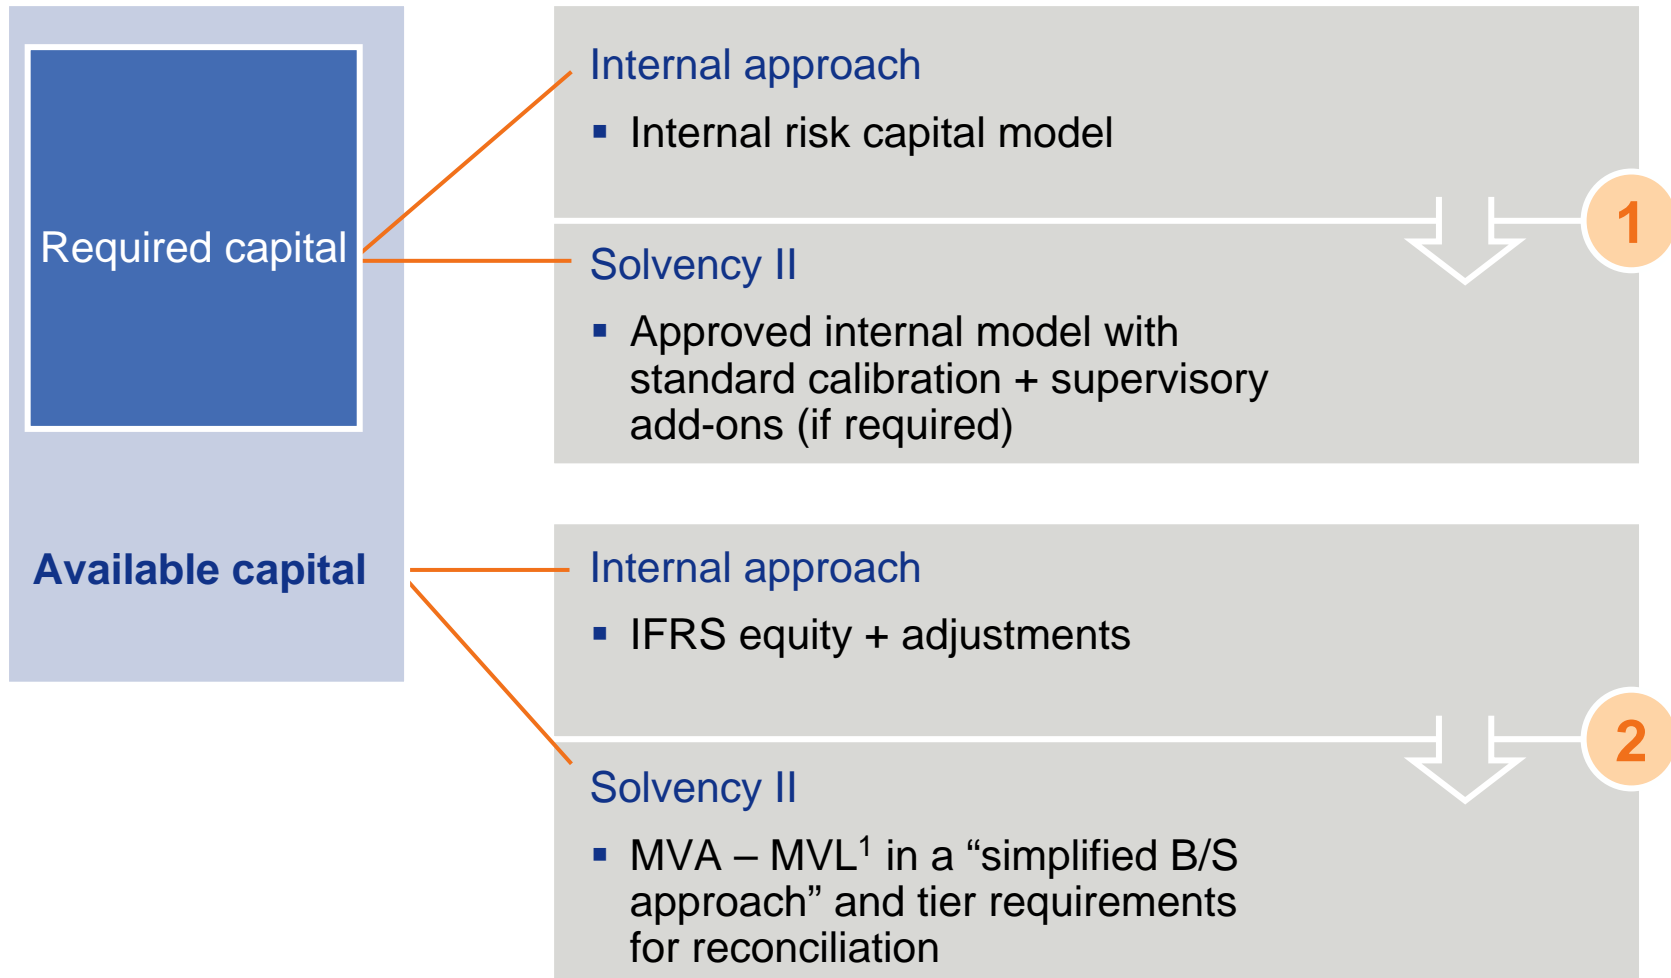 Required capital
Available capital
Internal approach
▪ Internal risk capital model
1
Solvency II
▪ Approved internal model with
standard calibration + supervisory
add-ons (if required)
Internal approach
▪ IFRS equity + adjustments
2
Solvency II
▪ MVA – MVL¹ in a “simplified B/S
approach” and tier requirements
for reconciliation